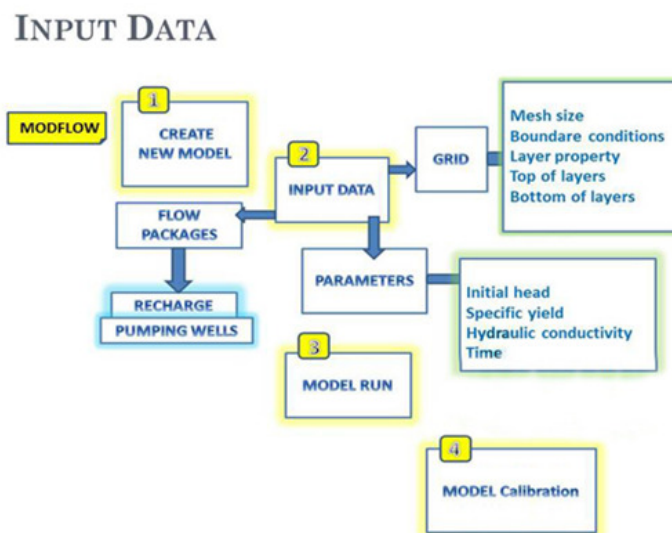 INPUT DATA
MODFLOW
1
CREATE
NEW MODEL
2
INPUT DATA
GRID
Mesh size
Boundare conditions
Layer property
Top of layers
Bottom of layers
FLOW
PACKAGES
RECHARGE
PUMPING WELLS
PARAMETERS
Initial head
Specific yield
Hydraulic conductivity
Time
3
MODEL RUN
4
MODEL Calibration